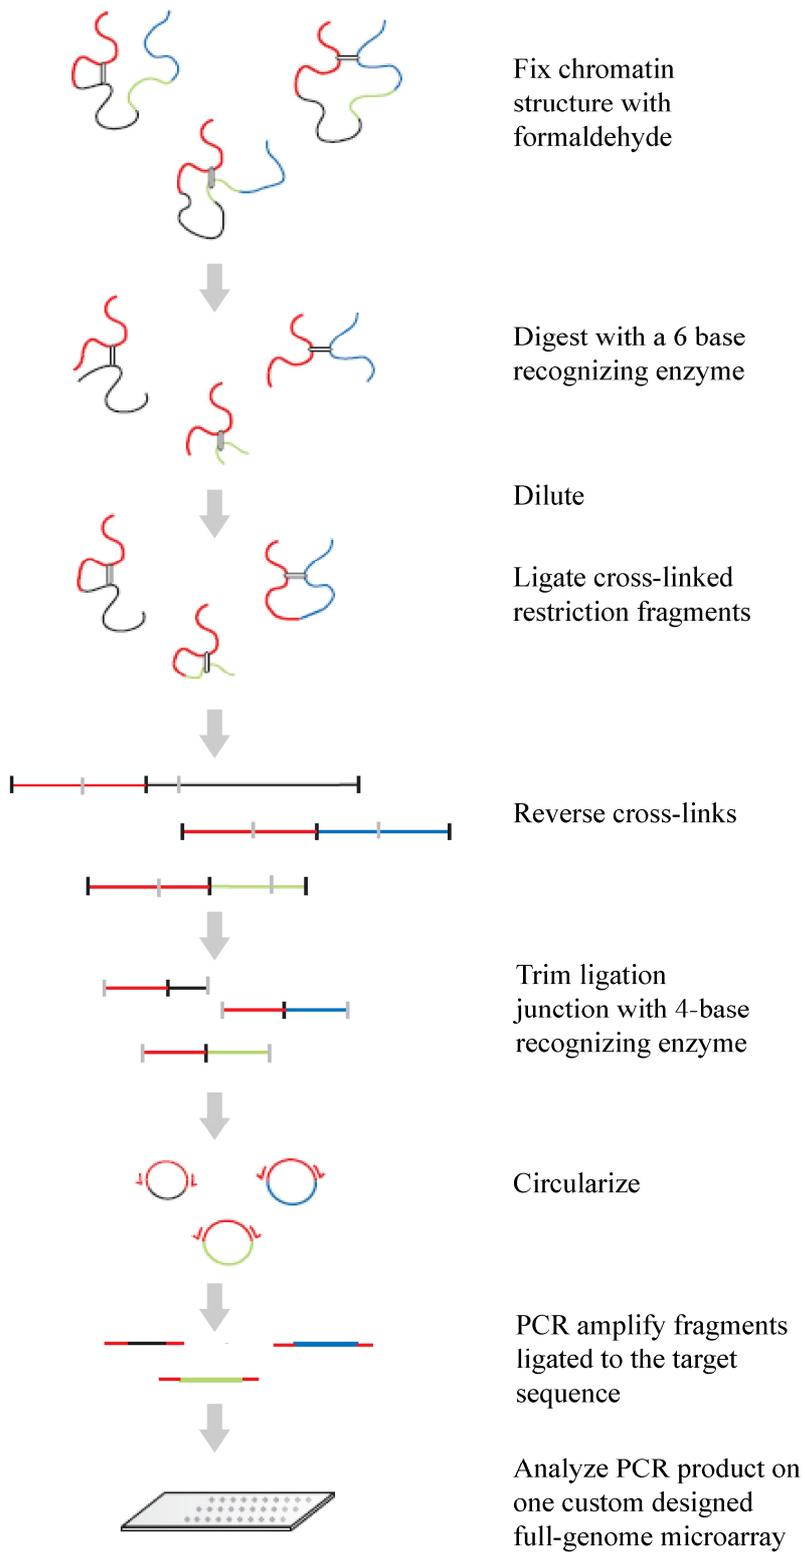 Fix chromatin
structure with
formaldehyde
Digest with a 6 base
recognizing enzyme
Dilute
Ligate cross-linked
restriction fragments
Reverse cross-links
Trim ligation
junction with 4-base
recognizing enzyme
Circularize
PCR amplify fragments
ligated to the target
sequence
Analyze PCR product on
one custom designed
full-genome microarray